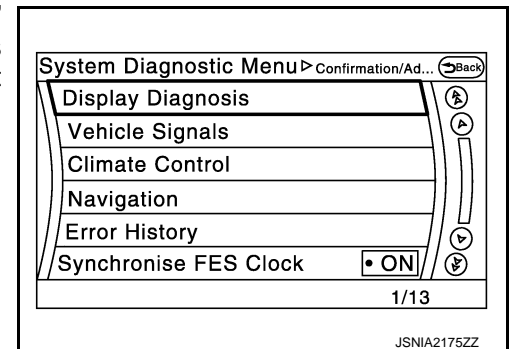 System Diagnostic Menu ▷ Confirmation/Ad... Back
Display Diagnosis
Vehicle Signals
Climate Control
Navigation
Error History
Synchronise FES Clock • ON
1/13
JSNIA2175ZZ